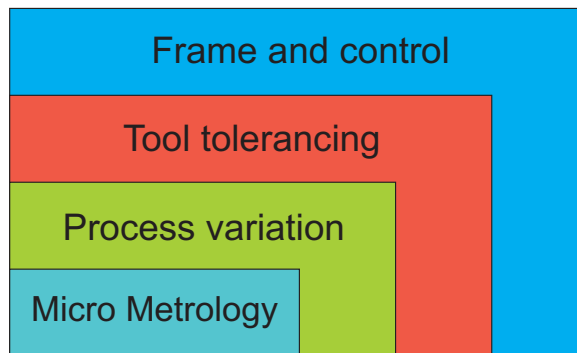 Frame and control
Tool tolerancing
Process variation
Micro Metrology